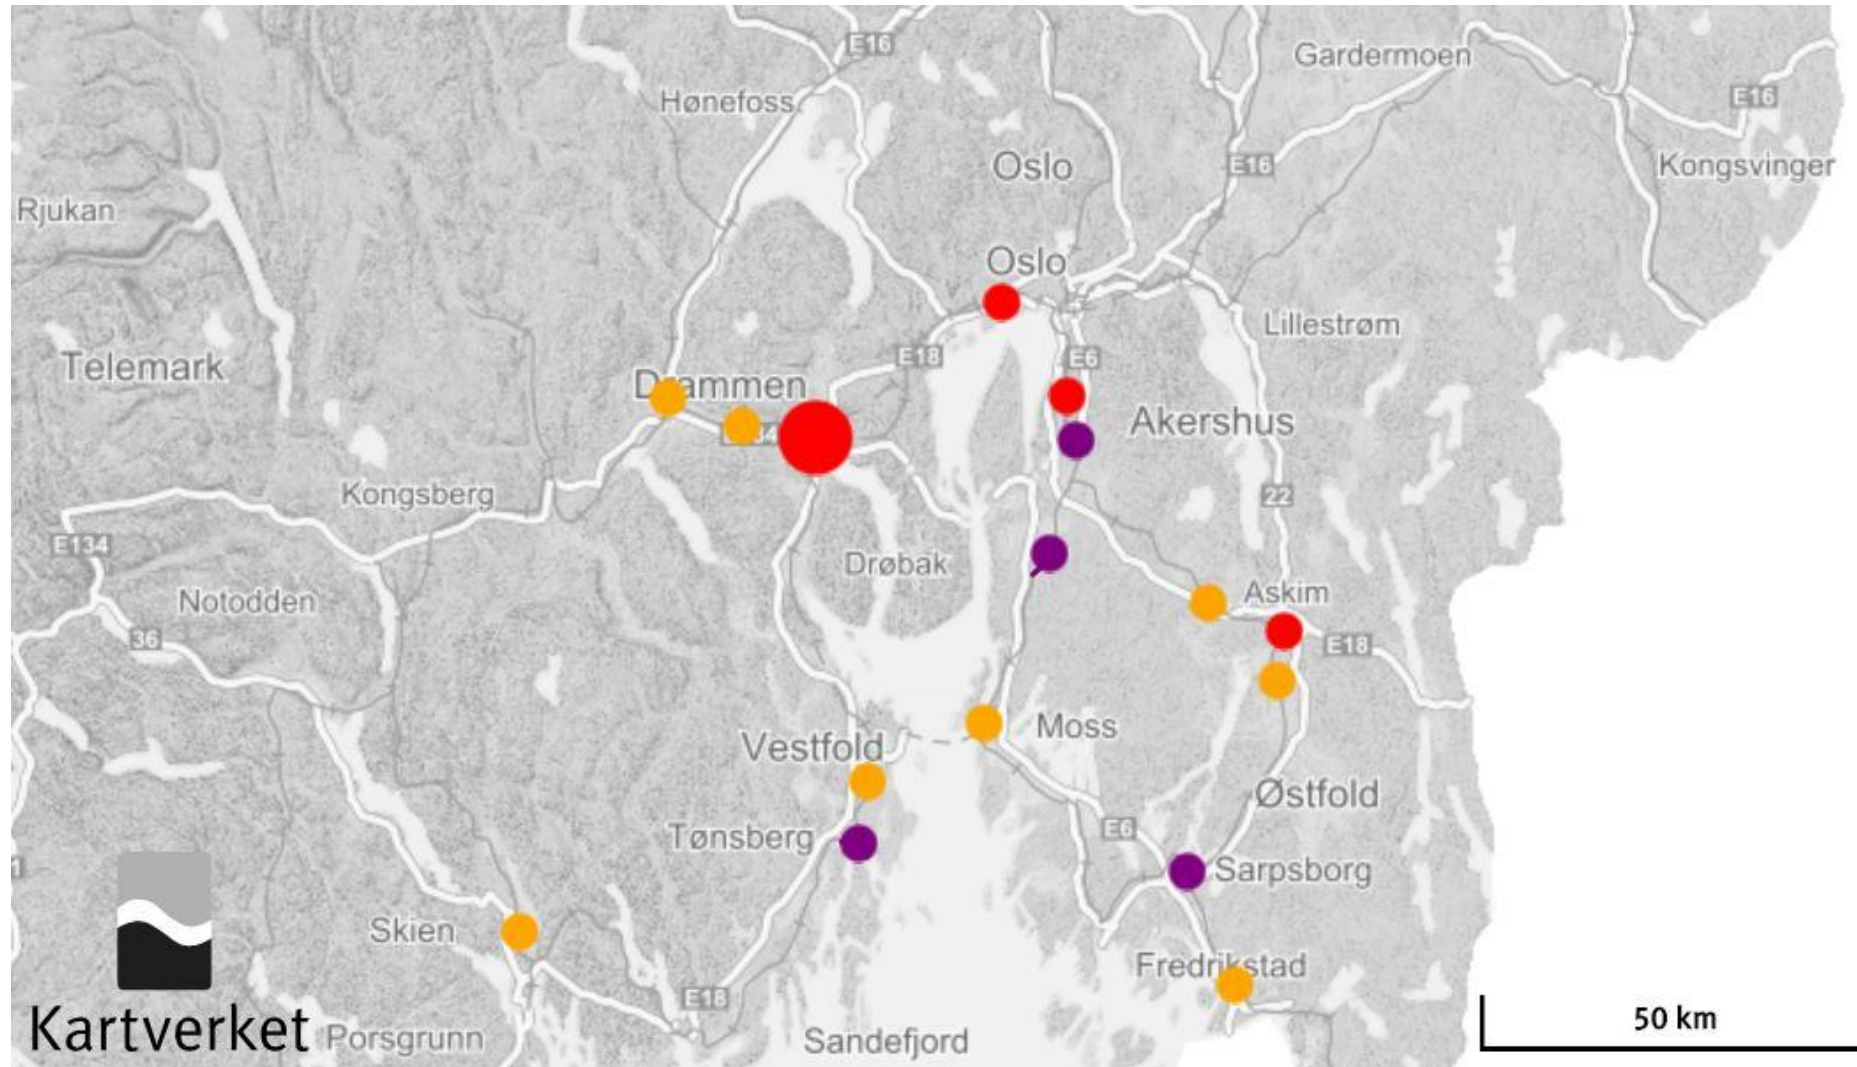 E16
Gardermoen
Hønefoss
E16
Oslo
E16
Kongsvinger
Rjukan
Oslo
Lillestrøm
E18
E6
Telemark
Drammen
Akershus
Kongsberg
22
E134
Drøbak
Askim
Notodden
36
E18
Moss
Vestfold
Østfold
E6
Tønsberg
Sarpsborg
Skien
Fredrikstad
E18
50 km
Kartverket
Porsgrunn
Sandefjord